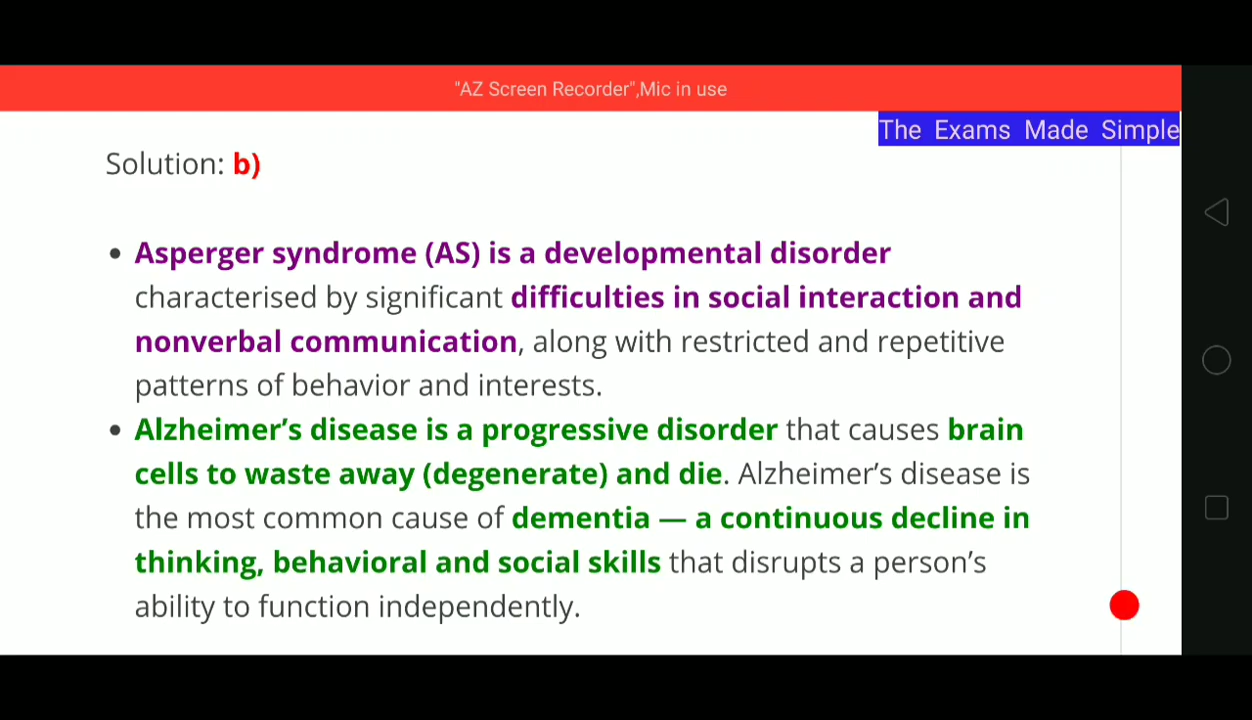 "AZ Screen Recorder",Mic in use
The Exams Made Simple
Solution: b)
• Asperger syndrome (AS) is a developmental disorder
characterised by significant difficulties in social interaction and
nonverbal communication, along with restricted and repetitive
patterns of behavior and interests.
• Alzheimer’s disease is a progressive disorder that causes brain
cells to waste away (degenerate) and die. Alzheimer’s disease is
the most common cause of dementia — a continuous decline in
thinking, behavioral and social skills that disrupts a person’s
ability to function independently.